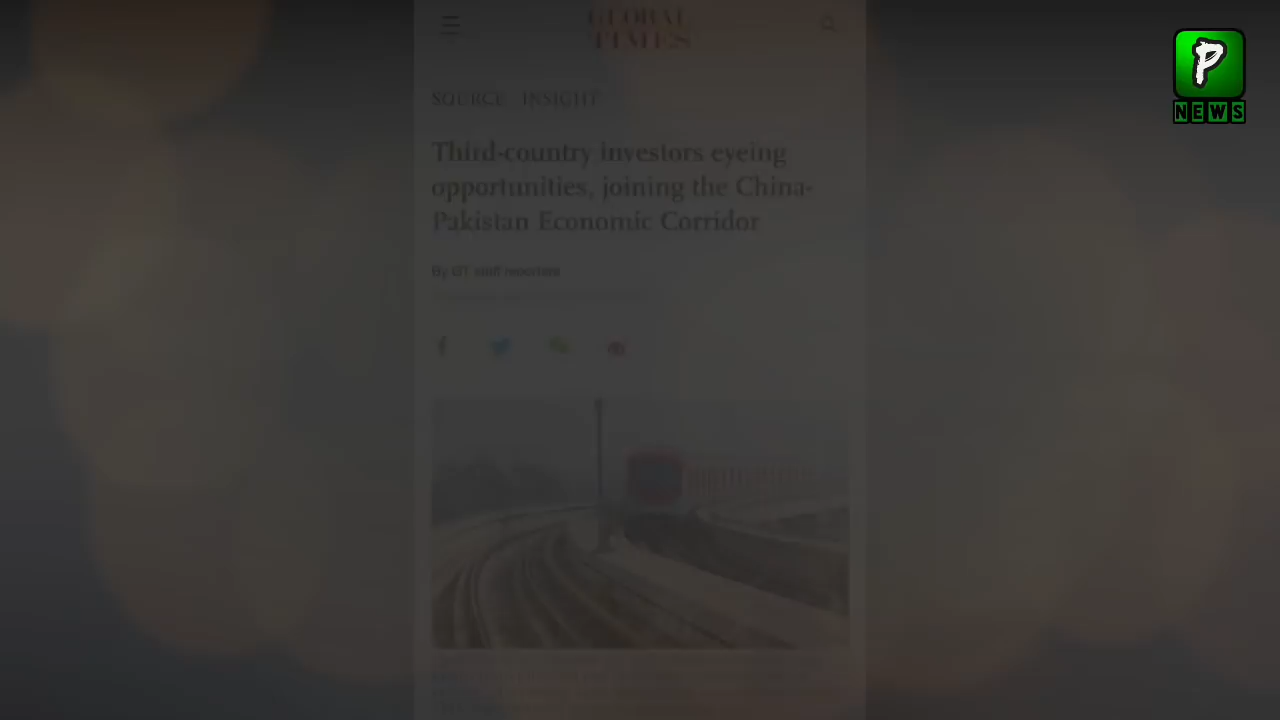 GLOBAL
TIMES
P
NEWS
SOURCE INSIGHT
Third-country investors eyeing
opportunities, joining the China-
Pakistan Economic Corridor
By GT staff reporters